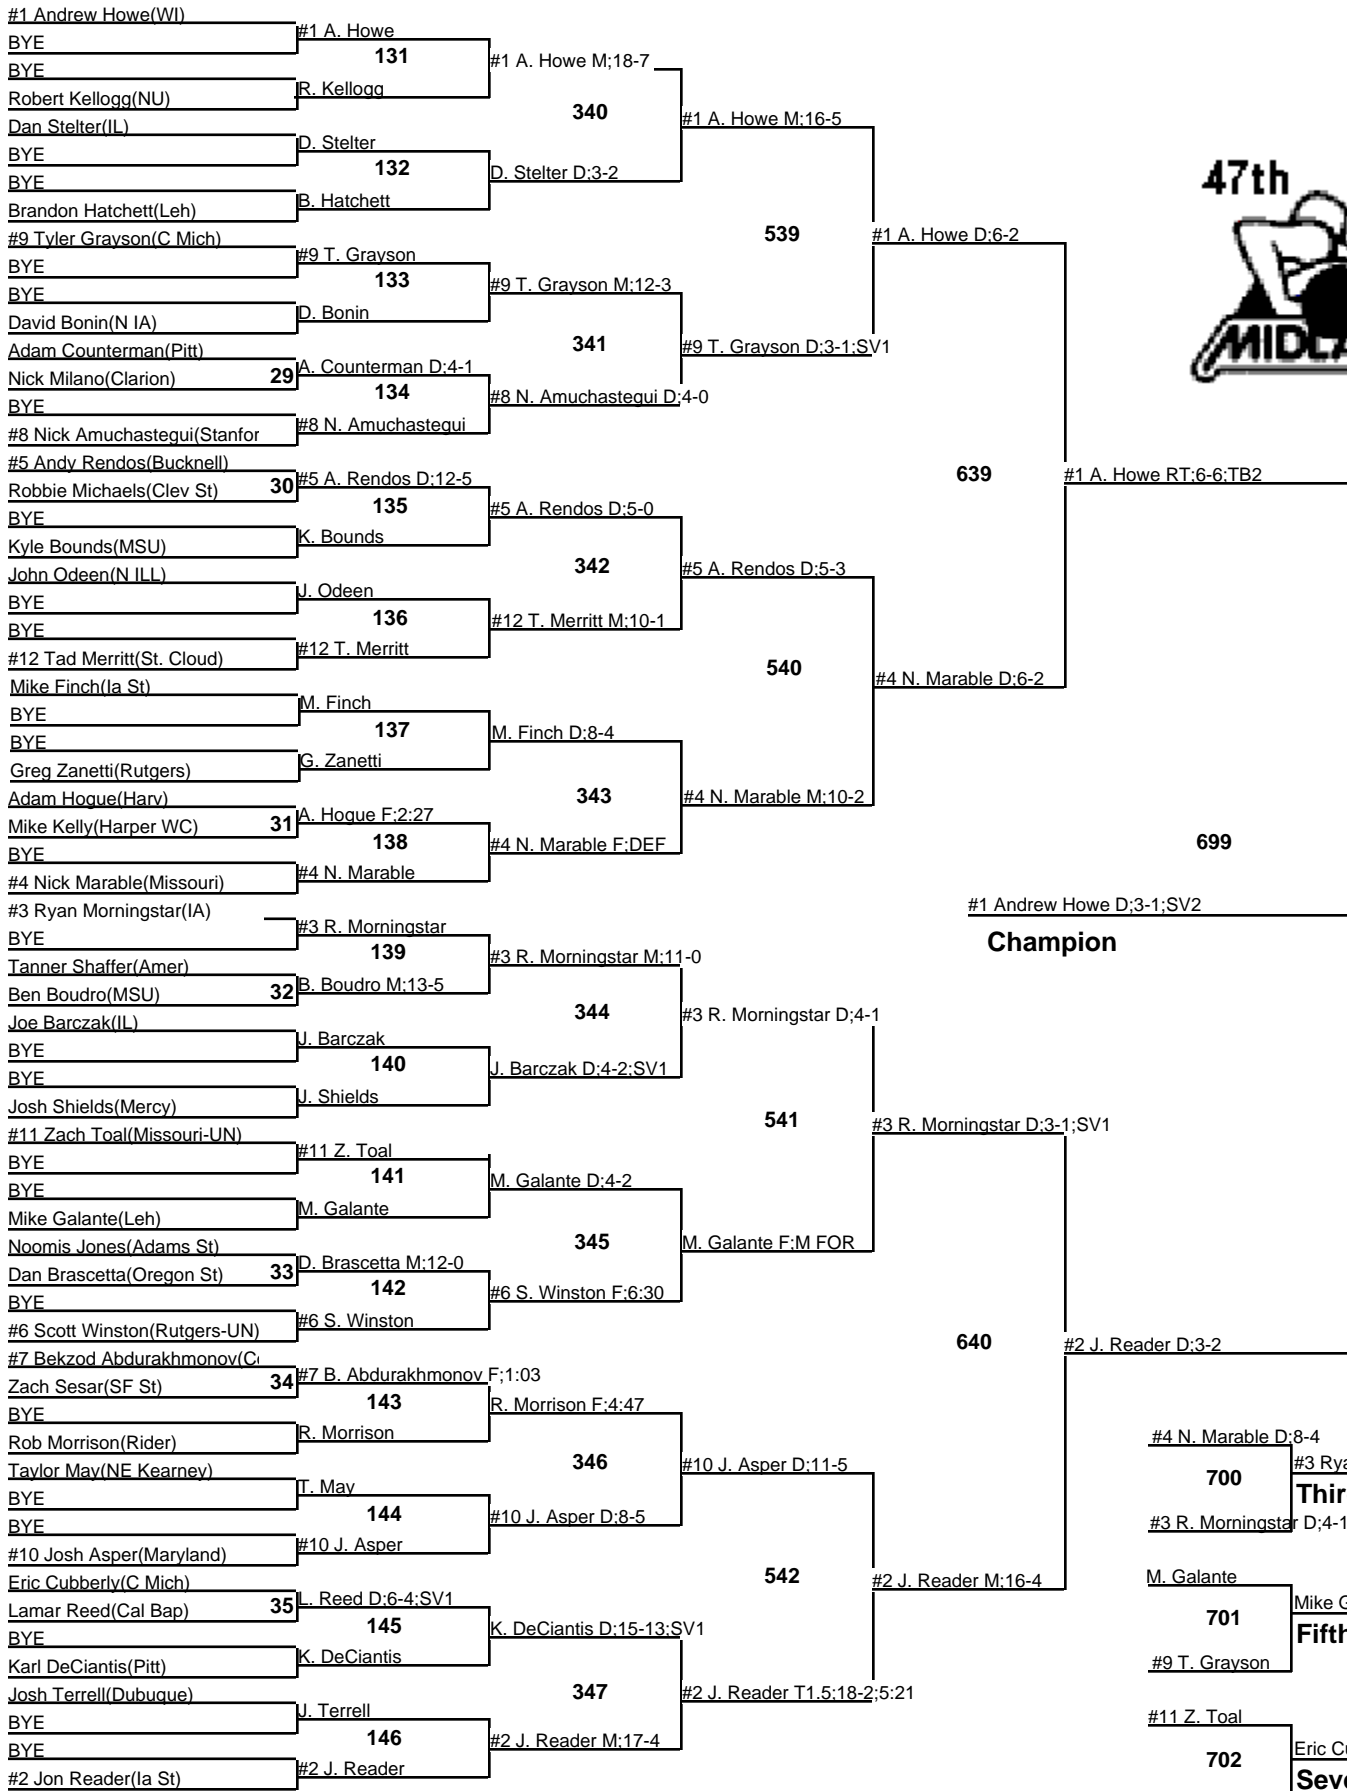 #1 Andrew Howe(WI)
BYE
BYE
Robert Kellogg(NU)
Dan Stelter(IL)
BYE
BYE
Brandon Hatchett(Leh)
#9 Tyler Grayson(C Mich)
BYE
BYE
David Bonin(N IA)
Adam Counterman(Pitt)
Nick Milano(Clarion)
BYE
#8 Nick Amuchastegui(Stanfor
#5 Andy Rendos(Bucknell)
Robbie Michaels(Clev St)
BYE
Kyle Bounds(MSU)
John Odeen(N ILL)
BYE
BYE
#12 Tad Merritt(St. Cloud)
Mike Finch(Ia St)
BYE
BYE
Greg Zanetti(Rutgers)
Adam Hogue(Harv)
Mike Kelly(Harper WC)
BYE
#4 Nick Marable(Missouri)
#3 Ryan Morningstar(IA)
BYE
Tanner Shaffer(Amer)
Ben Boudro(MSU)
Joe Barczak(IL)
BYE
BYE
Josh Shields(Mercy)
#11 Zach Toal(Missouri-UN)
BYE
BYE
Mike Galante(Leh)
Noomis Jones(Adams St)
Dan Brascetta(Oregon St)
BYE
#6 Scott Winston(Rutgers-UN)
#7 Bekzod Abdurakhmonov(C
Zach Sesar(SF St)
BYE
Rob Morrison(Rider)
Taylor May(NE Kearney)
BYE
BYE
#10 Josh Asper(Maryland)
Eric Cubberly(C Mich)
Lamar Reed(Cal Bap)
BYE
Karl DeCiantis(Pitt)
Josh Terrell(Dubuque)
BYE
BYE
#2 Jon Reader(Ia St)
29
30
31
32
33
34
35
#1 A. Howe
131
R. Kellogg
D. Stelter
132
B. Hatchett
#9 T. Grayson
133
D. Bonin
A. Counterman D;4-1
134
#8 N. Amuchastegui
#5 A. Rendos D;12-5
135
K. Bounds
J. Odeen
136
#12 T. Merritt
M. Finch
137
G. Zanetti
A. Hogue F;2:27
138
#4 N. Marable
#3 R. Morningstar
139
B. Boudro M;13-5
J. Barczak
140
J. Shields
#11 Z. Toal
141
M. Galante
D. Brascetta M;12-0
142
#6 S. Winston
#7 B. Abdurakhmonov F;1:03
143
R. Morrison
T. May
144
#10 J. Asper
L. Reed D;6-4;SV1
145
K. DeCiantis
J. Terrell
146
#2 J. Reader
#1 A. Howe M;18-7
340
D. Stelter D;3-2
#9 T. Grayson M;12-3
341
#8 N. Amuchastegui D;4-0
#5 A. Rendos D;5-0
342
#12 T. Merritt M;10-1
M. Finch D;8-4
343
#4 N. Marable F;DEF
#3 R. Morningstar M;11-0
344
J. Barczak D;4-2;SV1
M. Galante D;4-2
345
#6 S. Winston F;6:30
R. Morrison F;4:47
346
#10 J. Asper D;8-5
K. DeCiantis D;15-13;SV1
347
#2 J. Reader M;17-4
#1 A. Howe M;16-5
539
#9 T. Grayson D;3-1;SV1
#5 A. Rendos D;5-3
540
#4 N. Marable M;10-2
#3 R. Morningstar D;4-1
541
M. Galante F;M FOR
#10 J. Asper D;11-5
542
#2 J. Reader T1.5;18-2;5:21
#1 A. Howe D;6-2
639
#4 N. Marable D;6-2
#3 R. Morningstar D;3-1;SV1
640
#2 J. Reader M;16-4
47th
MIDLA
#1 A. Howe RT;6-6;TB2
699
#1 Andrew Howe D;3-1;SV2
Champion
#2 J. Reader D;3-2
#4 N. Marable D;8-4
700
#3 Rya
Thir
#3 R. Morningstar D;4-1
M. Galante
701
Mike G
Fifth
#9 T. Grayson
#11 Z. Toal
702
Eric Cu
Seve